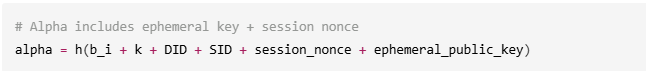 # Alpha includes ephemeral key + session nonce
alpha = h(b_i + k + DID + SID + session_nonce + ephemeral_public_key)